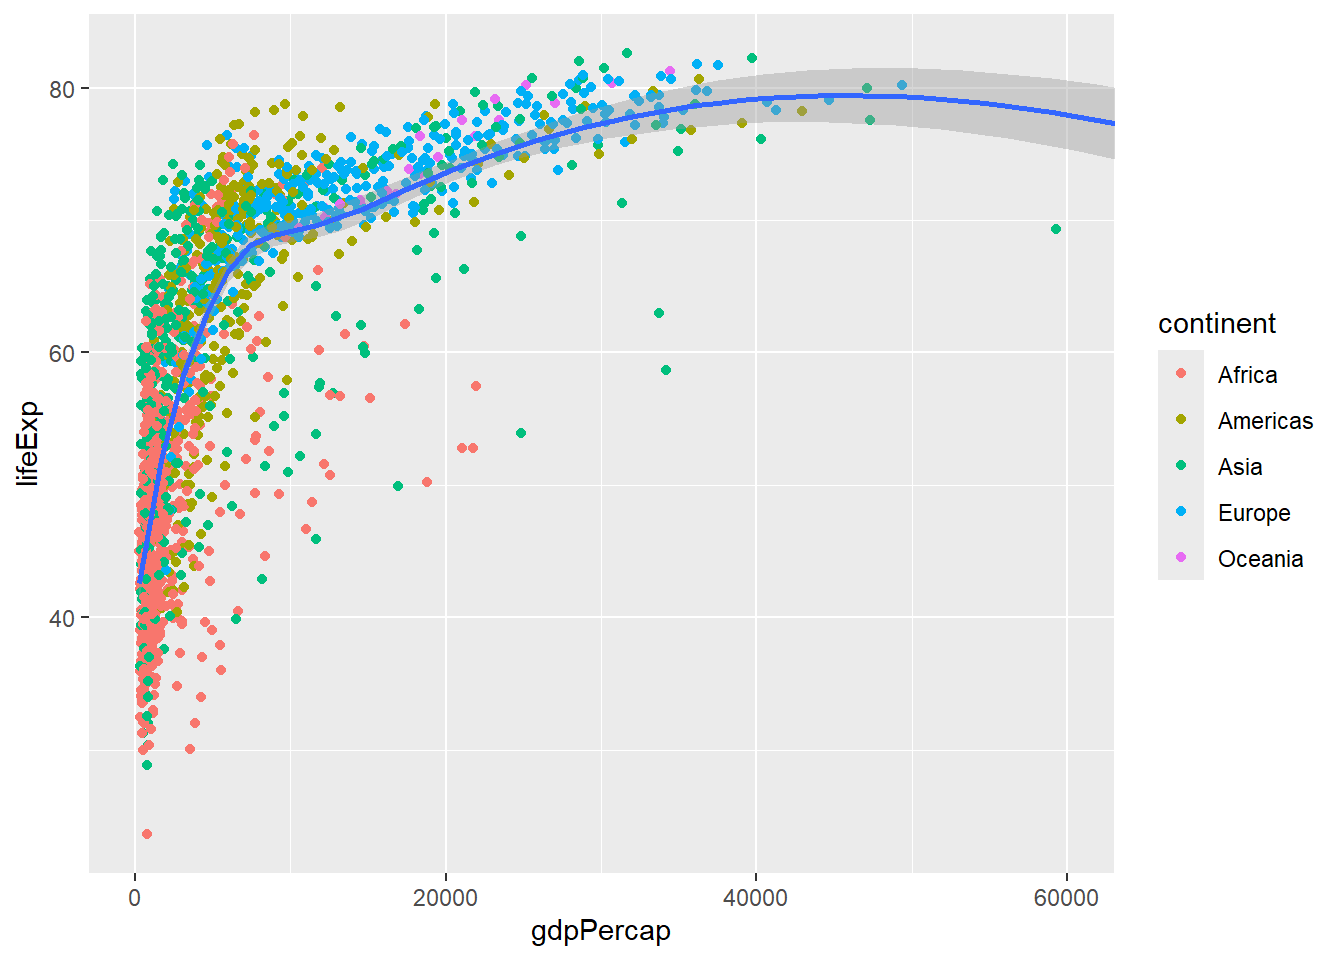 80
60
40
lifeExp
0
20000
40000
60000
gdpPercap
continent
Africa
Americas
Asia
Europe
Oceania